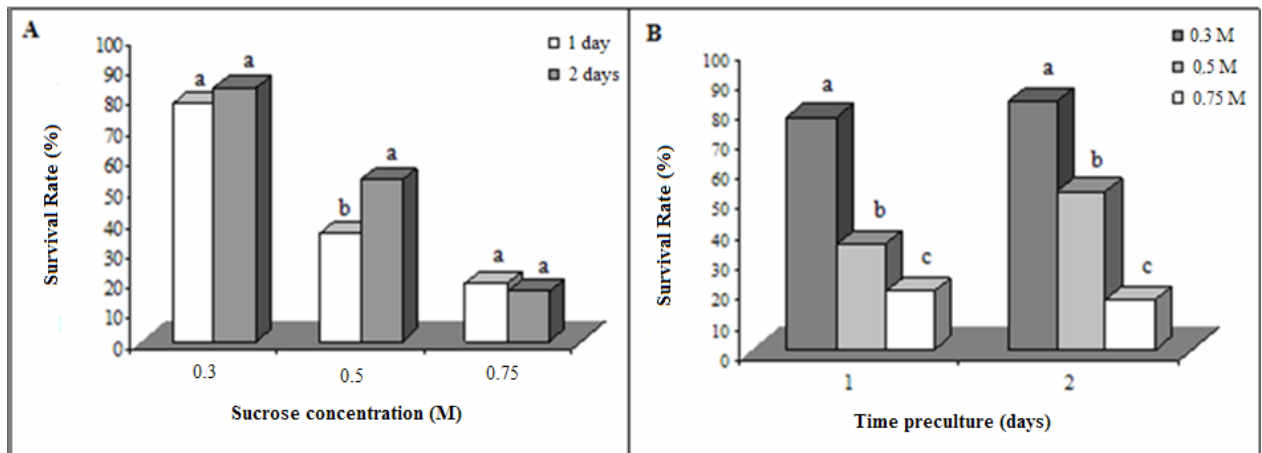 A
1 day
2 days
Survival Rate (%)
100
90
80
70
60
50
40
30
20
10
0
a
a
b
a
a
a
0.3
0.5
0.75
Sucrose concentration (M)
B
0.3 M
0.5 M
0.75 M
Survival Rate (%)
100
90
80
70
60
50
40
30
20
10
0
a
b
c
a
b
c
1
2
Time preculture (days)